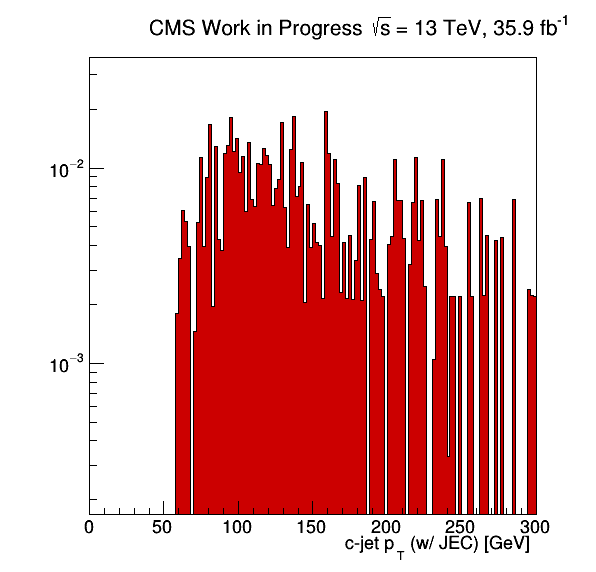 CMS Work in Progress √s = 13 TeV, 35.9 fb⁻¹
10⁻²
10⁻³
0 50 100 150 200 250 300
c-jet p_T (w/ JEC) [GeV]